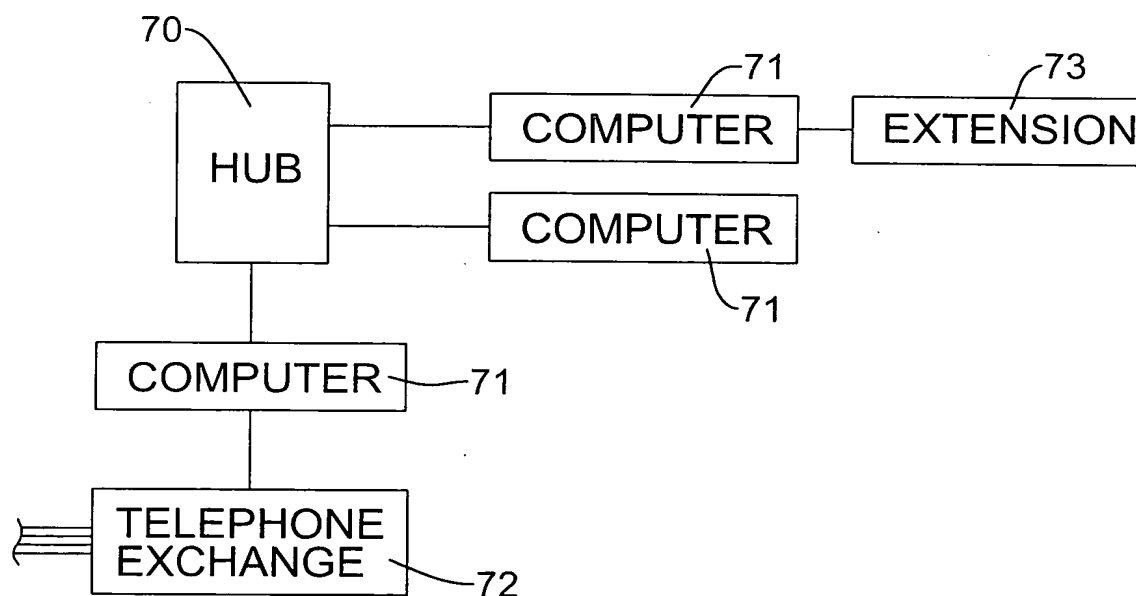 70
71
73
HUB
COMPUTER
EXTENSION
COMPUTER
71
COMPUTER
71
TELEPHONE
EXCHANGE
72